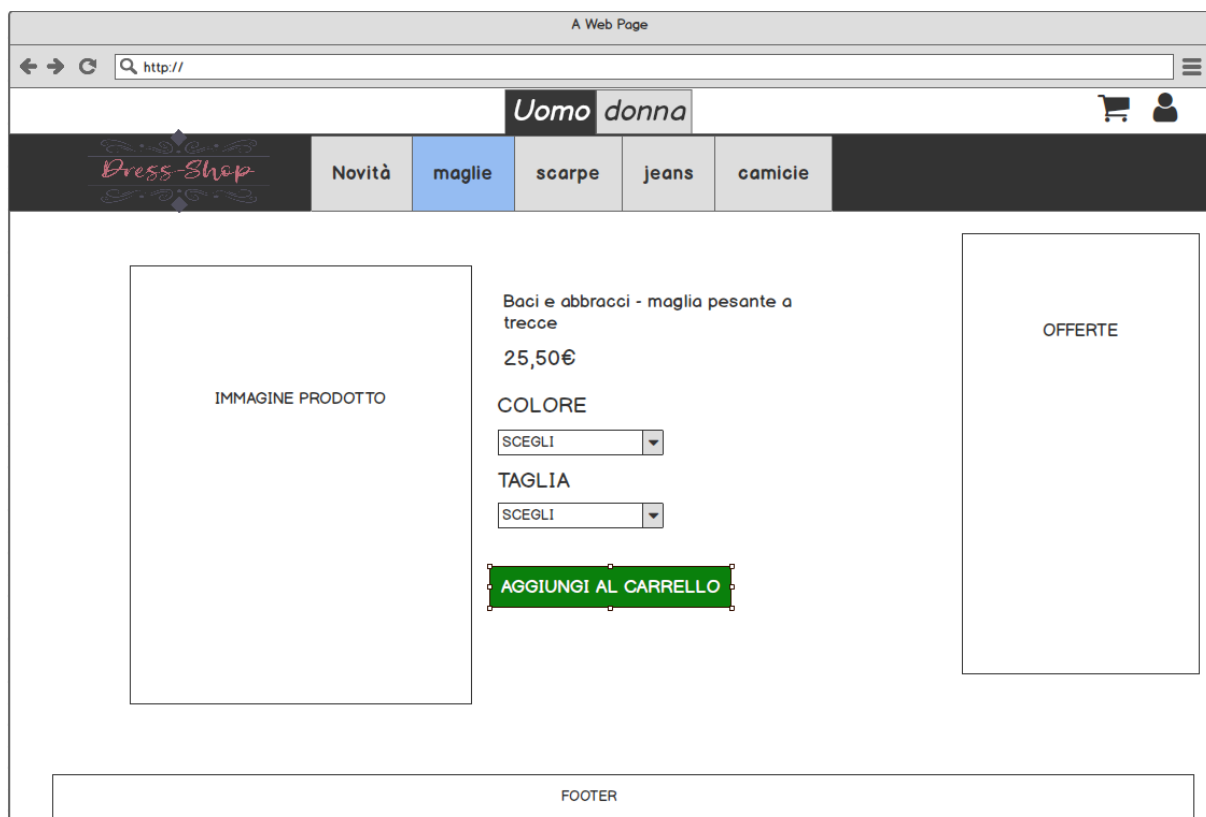 A Web Page
http://
Uomo donna
Dress-Shop
Novità maglie scarpe jeans camicie
Baci e abbracci - maglia pesante a
trecce
25,50€
OFFERTE
IMMAGINE PRODOTTO
COLORE
SCEGLI
TAGLIA
SCEGLI
AGGIUNGI AL CARRELLO
FOOTER